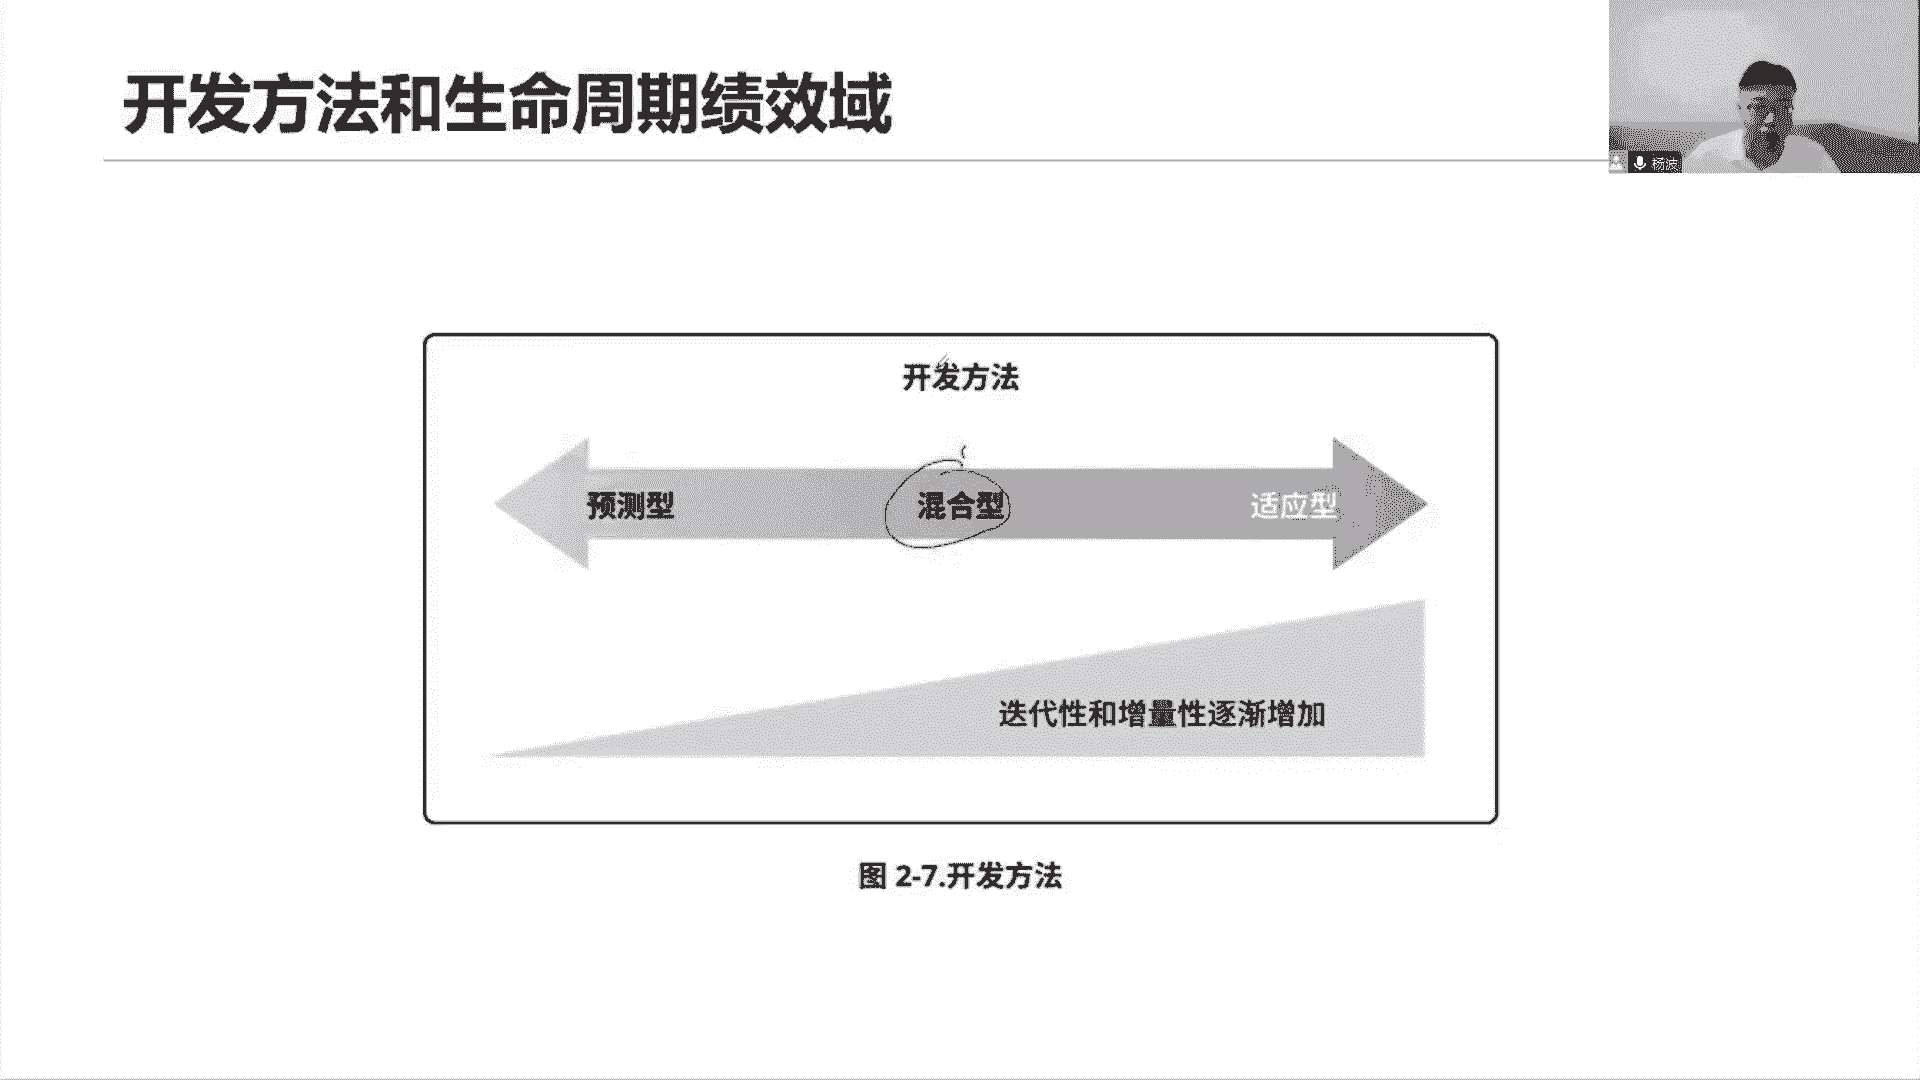 开发方法和生命周期绩效域
杨波
开发方法
预测型 混合型 适应型
迭代性和增量性逐渐增加
图 2-7.开发方法